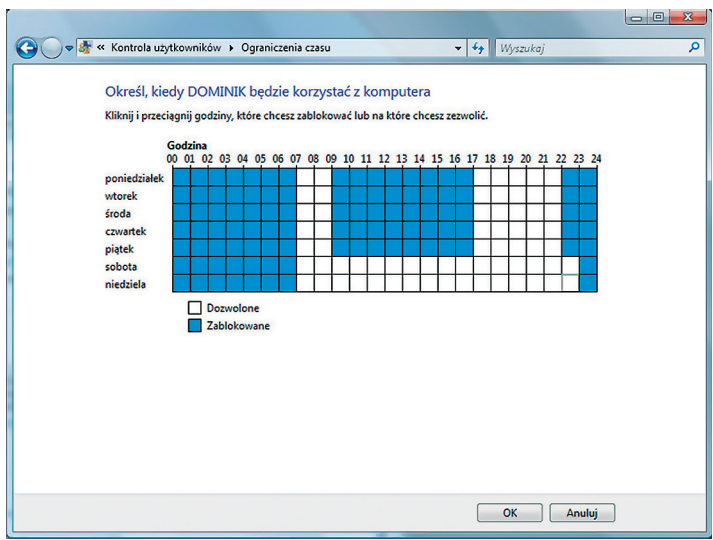 « Kontrola użytkowników ▸ Ograniczenia czasu
Wyszukaj
Określ, kiedy DOMINIK będzie korzystać z komputera
Kliknij i przeciągnij godziny, które chcesz zablokować lub na które chcesz zezwolić.
Godzina
00 01 02 03 04 05 06 07 08 09 10 11 12 13 14 15 16 17 18 19 20 21 22 23 24
poniedziałek
wtorek
środa
czwartek
piątek
sobota
niedziela
Dozwolone
Zablokowane
OK Anuluj